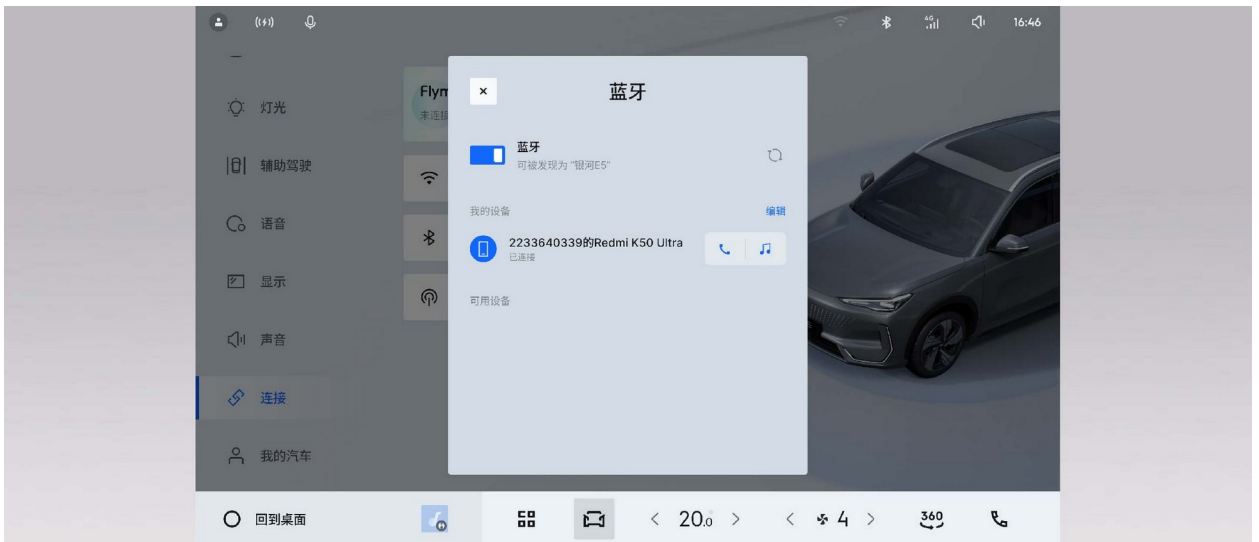 4G
16:46
灯光
辅助驾驶
语音
显示
声音
连接
我的汽车
Flym
未连接
蓝牙
蓝牙
可被发现为 "银河E5"
我的设备
编辑
2233640339的Redmi K50 Ultra
已连接
可用设备
回到桌面
20.0
4
360